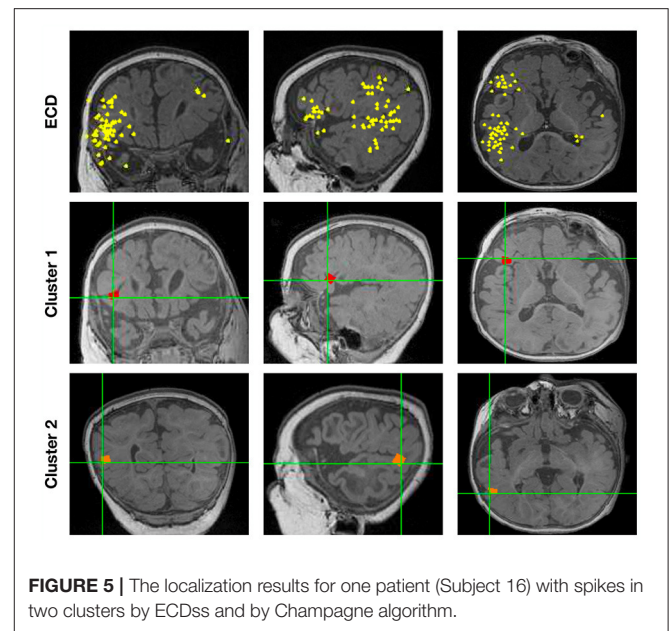 ECD
Cluster 1
Cluster 2
FIGURE 5 | The localization results for one patient (Subject 16) with spikes in
two clusters by ECDss and by Champagne algorithm.